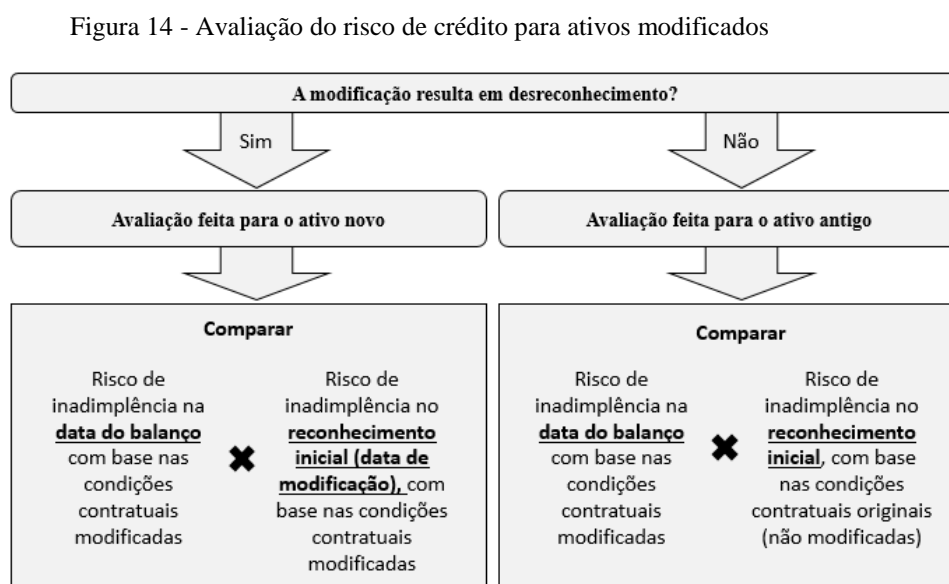 Figura 14 - Avaliação do risco de crédito para ativos modificados
A modificação resulta em desreconhecimento?
Sim
Não
Avaliação feita para o ativo novo
Avaliação feita para o ativo antigo
Comparar
Risco de
inadimplência na
data do balanço
com base nas
condições
contratuais
modificadas
Risco de
inadimplência no
reconhecimento
inicial (data de
modificação), com
base nas condições
contratuais
modificadas
Comparar
Risco de
inadimplência na
data do balanço
com base nas
condições
contratuais
modificadas
Risco de
inadimplência no
reconhecimento
inicial, com base
nas condições
contratuais originais
(não modificadas)